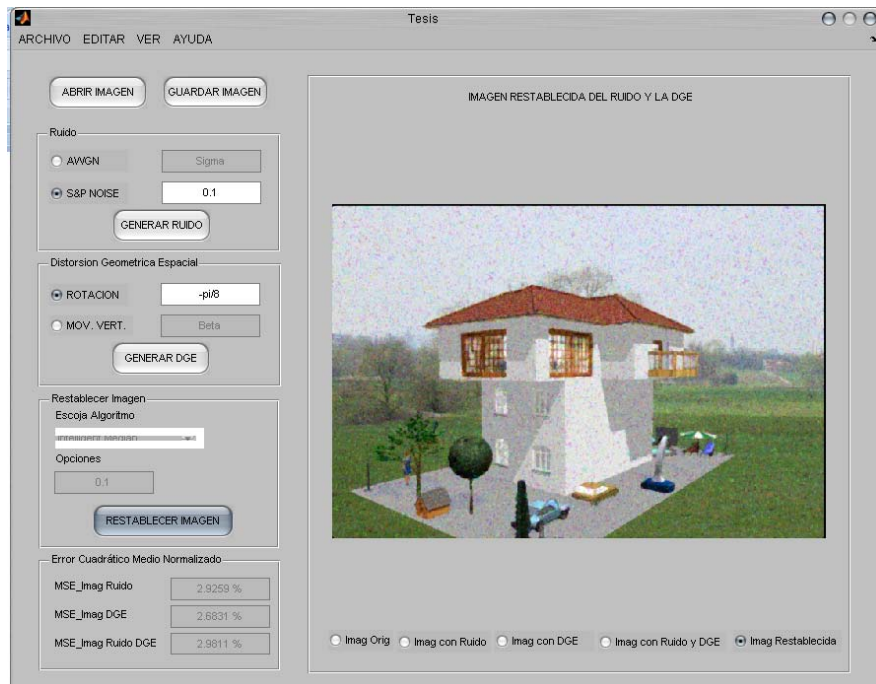 Tesis
ARCHIVO EDITAR VER AYUDA
ABRIR IMAGEN
GUARDAR IMAGEN
Ruido
AWGN
Sigma
S&P NOISE
0.1
GENERAR RUIDO
Distorsion Geometrica Espacial
ROTACION
-pi/8
MOV. VERT.
Beta
GENERAR DGE
Restablecer Imagen
Escoja Algoritmo
Intelligent Median
Opciones
0.1
RESTABLECER IMAGEN
Error Cuadrático Medio Normalizado
MSE_Imag Ruido
2.9259 %
MSE_Imag DGE
2.6831 %
MSE_Imag Ruido DGE
2.9811 %
IMAGEN RESTABLECIDA DEL RUIDO Y LA DGE
Imag Orig
Imag con Ruido
Imag con DGE
Imag con Ruido y DGE
Imag Restablecida